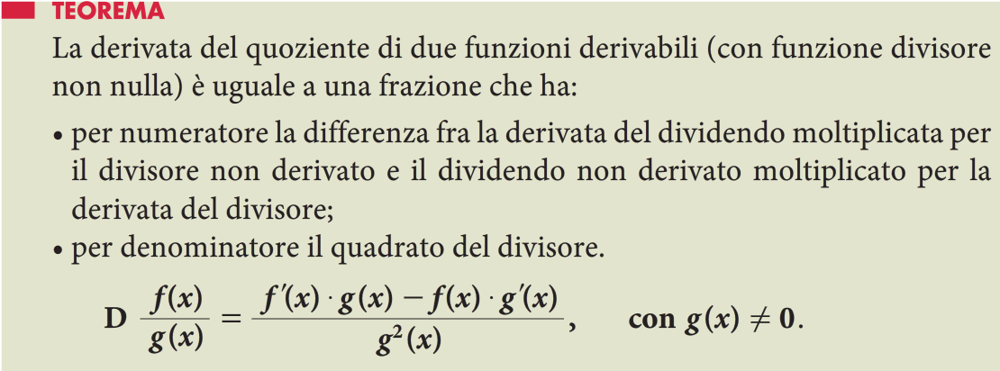 TEOREMA
La derivata del quoziente di due funzioni derivabili (con funzione divisore
non nulla) è uguale a una frazione che ha:
• per numeratore la differenza fra la derivata del dividendo moltiplicata per
il divisore non derivato e il dividendo non derivato moltiplicato per la
derivata del divisore;
• per denominatore il quadrato del divisore.
D f(x)/g(x) = (f′(x) · g(x) − f(x) · g′(x))/g²(x), con g(x) ≠ 0.